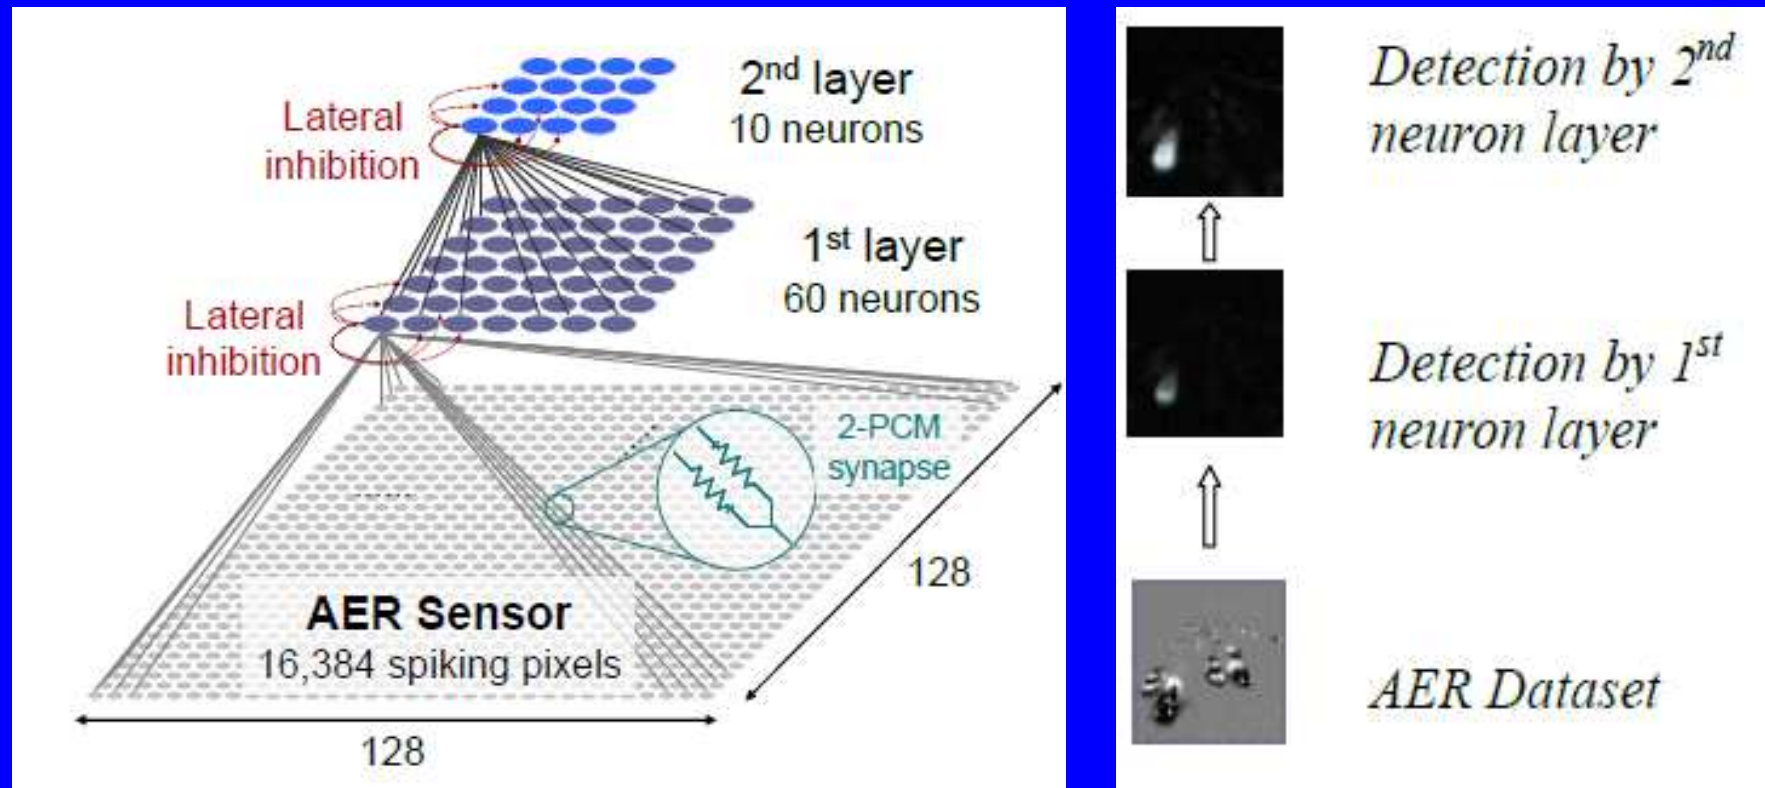 2nd layer
10 neurons
Lateral
inhibition
1st layer
60 neurons
Lateral
inhibition
2-PCM
synapse
128
AER Sensor
16,384 spiking pixels
128
Detection by 2nd
neuron layer
Detection by 1st
neuron layer
AER Dataset